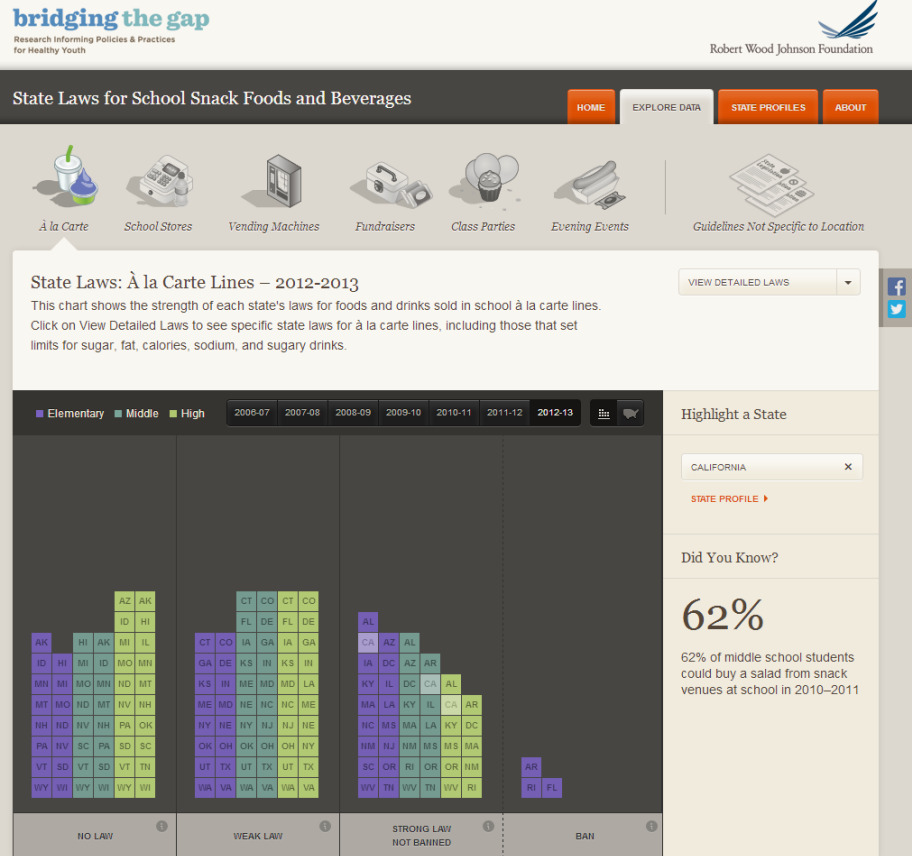 bridging the gap
Research Informing Policies & Practices
for Healthy Youth
Robert Wood Johnson Foundation
State Laws for School Snack Foods and Beverages
HOME EXPLORE DATA STATE PROFILES ABOUT
À la Carte School Stores Vending Machines Fundraisers Class Parties Evening Events Guidelines Not Specific to Location
State Laws: À la Carte Lines – 2012-2013
VIEW DETAILED LAWS
This chart shows the strength of each state's laws for foods and drinks sold in school à la carte lines.
Click on View Detailed Laws to see specific state laws for à la carte lines, including those that set
limits for sugar, fat, calories, sodium, and sugary drinks.
Elementary Middle High 2006-07 2007-08 2008-09 2009-10 2010-11 2011-12 2012-13
AZ AK CT CO CT CO
ID HI FL DE FL DE AL
AK HI AK MI IL CT CO IA GA IA GA CA AZ AL
ID HI MI ID MO MN GA DE KS IN KS IN IA DC AZ AR
MN MI MO MN ND MT KS IN ME MD MD LA KY IL DC CA AL
MT MO ND MT NV NH ME MD NE NC NC ME MA LA KY IL CA AR
NH ND NV NH PA OK NY NE NY NJ NJ NE NC MS MA LA KY DC
PA NV SC PA SD SC OK OH OK OH OH NY NM NJ NM MS MS MA
VT SD VT SD VT TN UT TX UT TX UT TX SC OR RI OR OR NM AR
WY WI WY WI WY WI WA VA WA VA WA VA WV TN WV TN WV RI RI FL
NO LAW WEAK LAW STRONG LAW
NOT BANNED BAN
Highlight a State
CALIFORNIA
STATE PROFILE
Did You Know?
62%
62% of middle school students
could buy a salad from snack
venues at school in 2010–2011